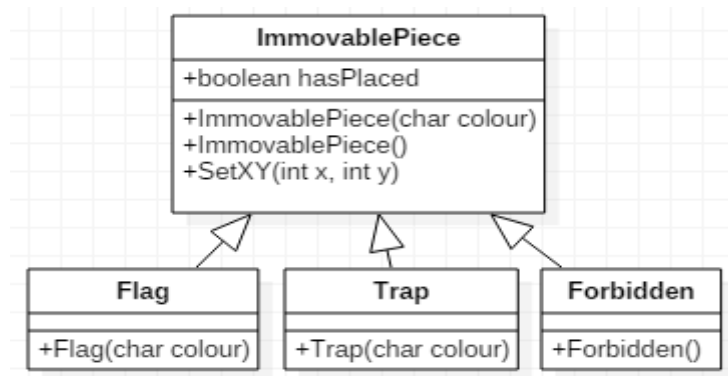 ImmovablePiece
+boolean hasPlaced
+ImmovablePiece(char colour)
+ImmovablePiece()
+SetXY(int x, int y)
Flag
+Flag(char colour)
Trap
+Trap(char colour)
Forbidden
+Forbidden()